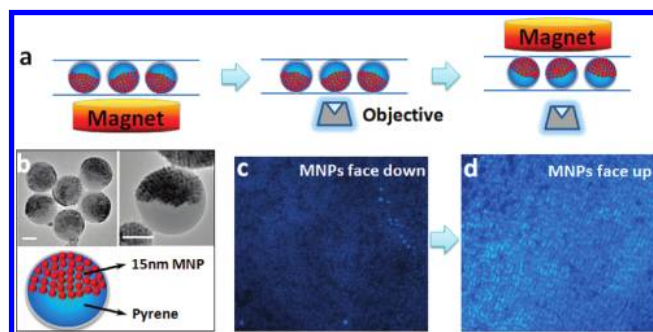 a
Magnet
Objective
Magnet
b
15nm MNP
Pyrene
c
MNPs face down
d
MNPs face up